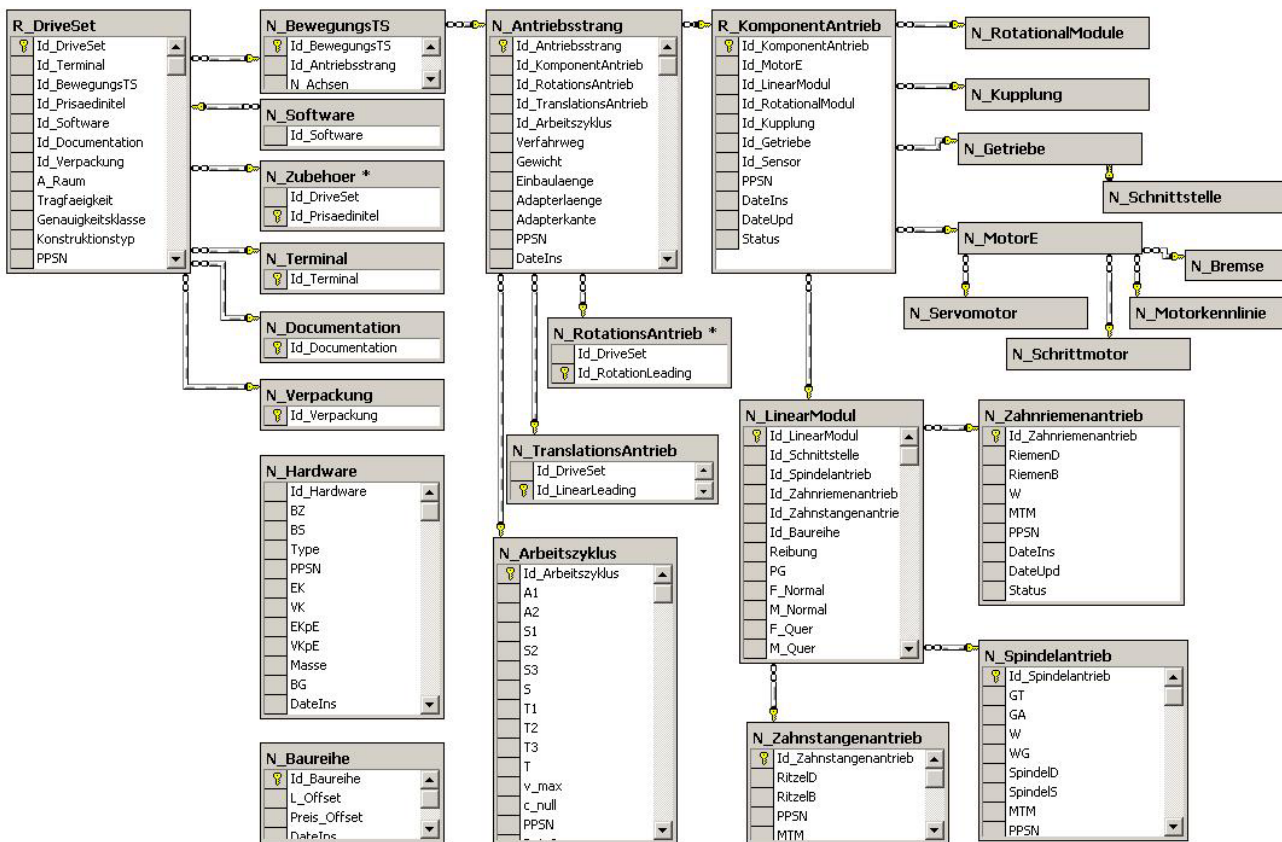 R_DriveSet
Id_DriveSet
Id_Terminal
Id_BewegungsTS
Id_Prisaedinitel
Id_Software
Id_Documentation
Id_Verpackung
A_Raum
Tragfaeigkeit
Genauigkeitsklasse
Konstruktionstyp
PPSN
N_BewegungsTS
Id_BewegungsTS
Id_Antriebsstrang
N_Achsen
N_Software
Id_Software
N_Zubehoer *
Id_DriveSet
Id_Prisaedinitel
N_Terminal
Id_Terminal
N_Documentation
Id_Documentation
N_Verpackung
Id_Verpackung
N_Hardware
Id_Hardware
BZ
BS
Type
PPSN
EK
VK
EKpE
VKpE
Masse
BG
DateIns
N_Baureihe
Id_Baureihe
L_Offset
Preis_Offset
DateIns
N_Antriebsstrang
Id_Antriebsstrang
Id_KomponentAntrieb
Id_RotationsAntrieb
Id_TranslationsAntrieb
Id_Arbeitszyklus
Verfahrweg
Gewicht
Einbaulaenge
Adapterlaenge
Adapterkante
PPSN
DateIns
N_RotationsAntrieb *
Id_DriveSet
Id_RotationLeading
N_TranslationsAntrieb
Id_DriveSet
Id_LinearLeading
N_Arbeitszyklus
Id_Arbeitszyklus
A1
A2
S1
S2
S3
S
T1
T2
T3
T
v_max
c_null
PPSN
R_KomponentAntrieb
Id_KomponentAntrieb
Id_MotorE
Id_LinearModul
Id_RotationalModul
Id_Kupplung
Id_Getriebe
Id_Sensor
PPSN
DateIns
DateUpd
Status
N_RotationalModule
N_Kupplung
N_Getriebe
N_Schnittstelle
N_MotorE
N_Bremse
N_Servomotor
N_Motorkennlinie
N_Schrittmotor
N_LinearModul
Id_LinearModul
Id_Schnittstelle
Id_Spindelantrieb
Id_Zahnriemenantrieb
Id_Zahnstangenantrie
Id_Baureihe
Reibung
PG
F_Normal
M_Normal
F_Quer
M_Quer
N_Zahnriemenantrieb
Id_Zahnriemenantrieb
RiemenD
RiemenB
W
MTM
PPSN
DateIns
DateUpd
Status
N_Zahnstangenantrieb
Id_Zahnstangenantrieb
RitzelD
RitzelB
PPSN
MTM
N_Spindelantrieb
Id_Spindelantrieb
GT
GA
W
WG
SpindelD
SpindelS
MTM
PPSN